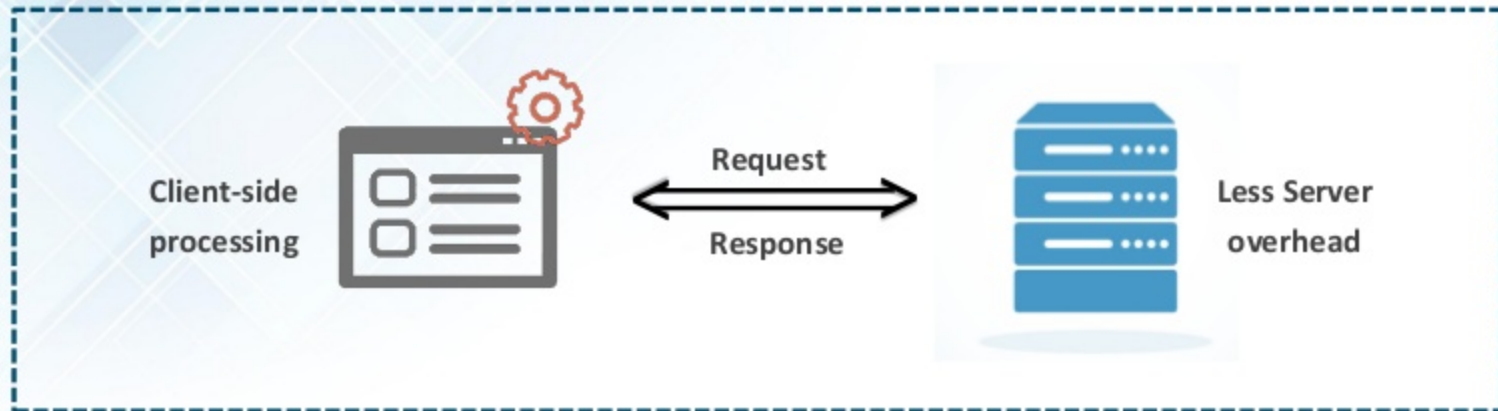 Client-side
processing
Request
Response
Less Server
overhead